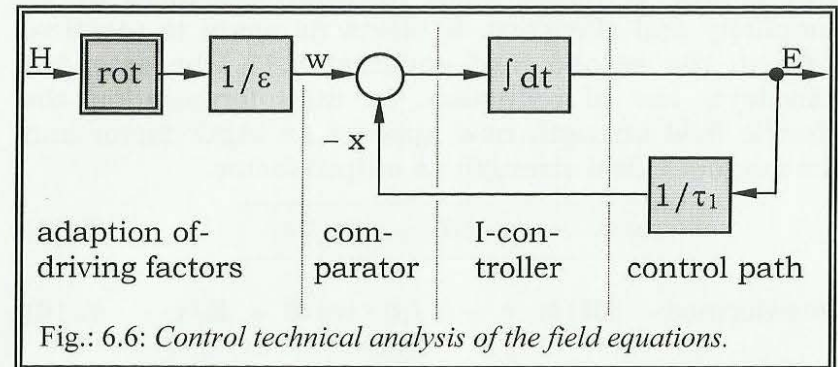 H
rot
1/ε
w
∫ dt
E
– x
1/τ₁
adaption of-
driving factors
com-
parator
I-con-
troller
control path
Fig.: 6.6: Control technical analysis of the field equations.